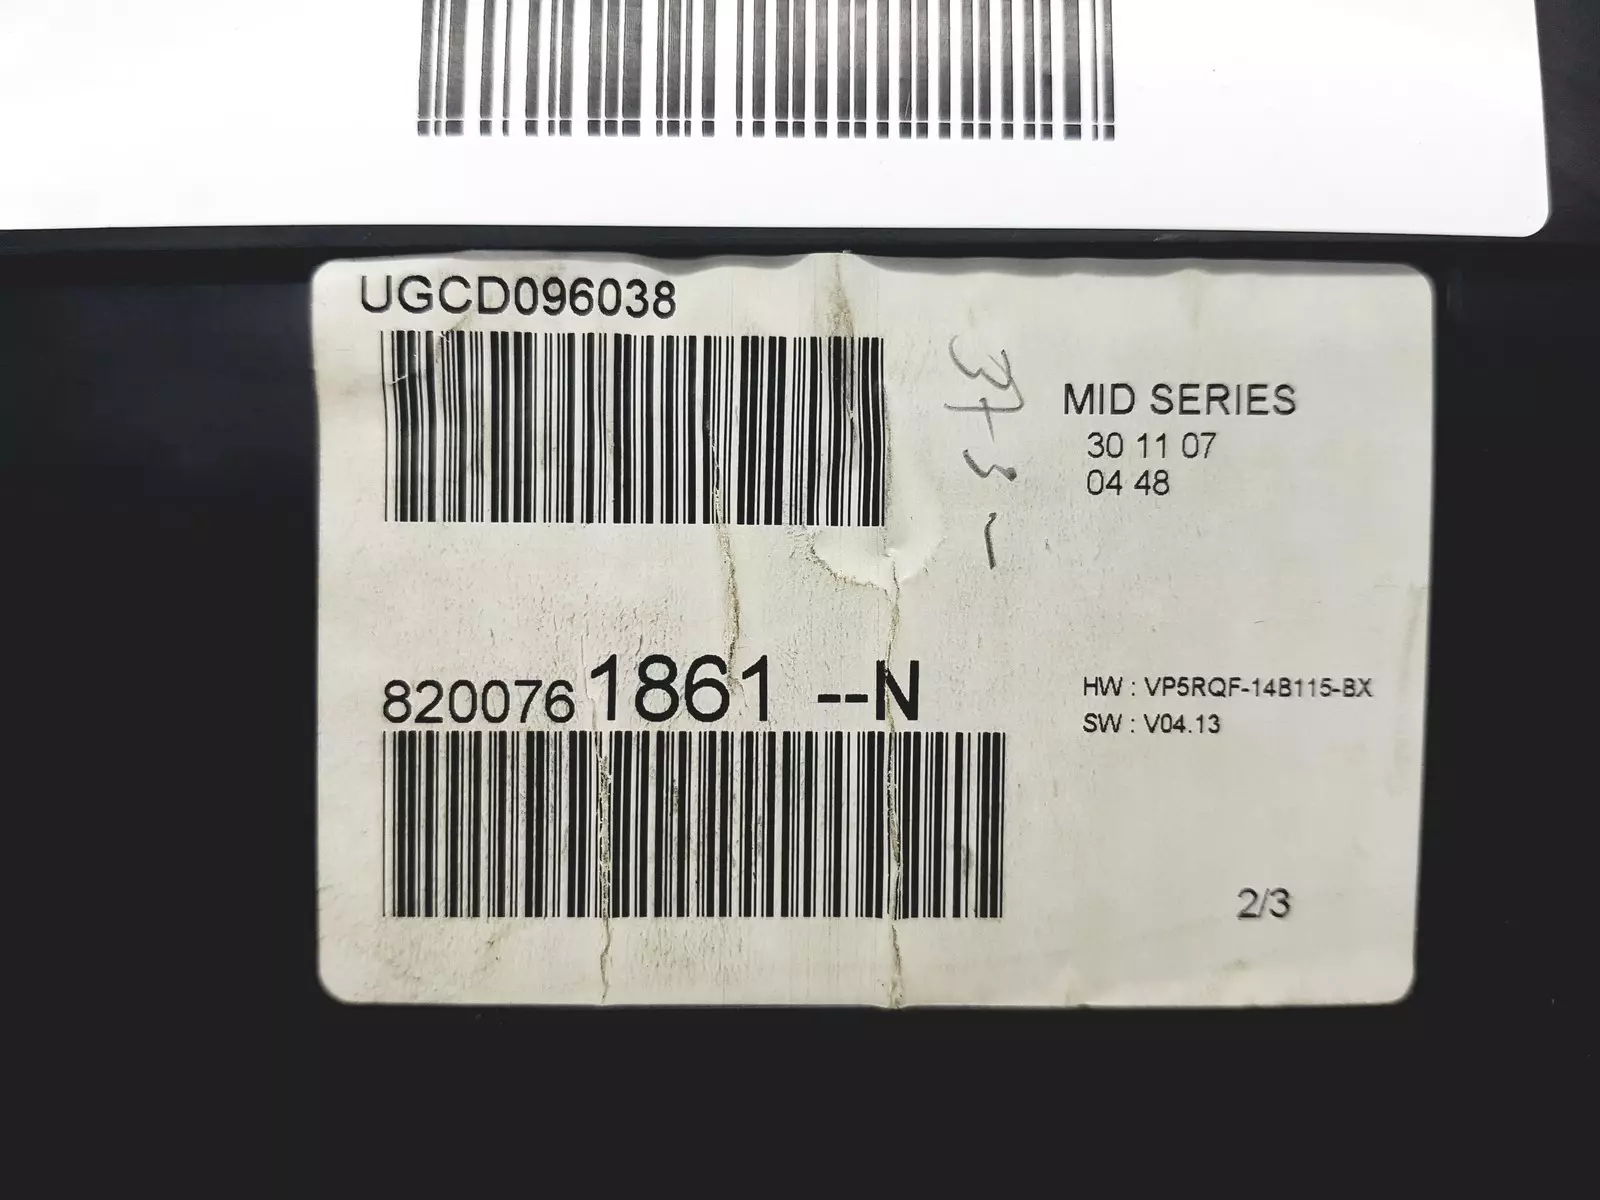 UGCD096038
MID SERIES
30 11 07
04 48
8200761861 --N
HW : VP5RQF-14B115-BX
SW : V04.13
2/3